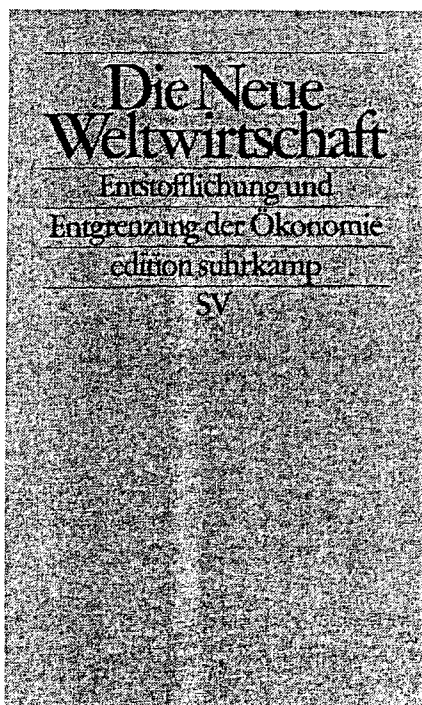 Die Neue
Weltwirtschaft
Entstofflichung und
Entgrenzung der Ökonomie
edition suhrkamp
SV